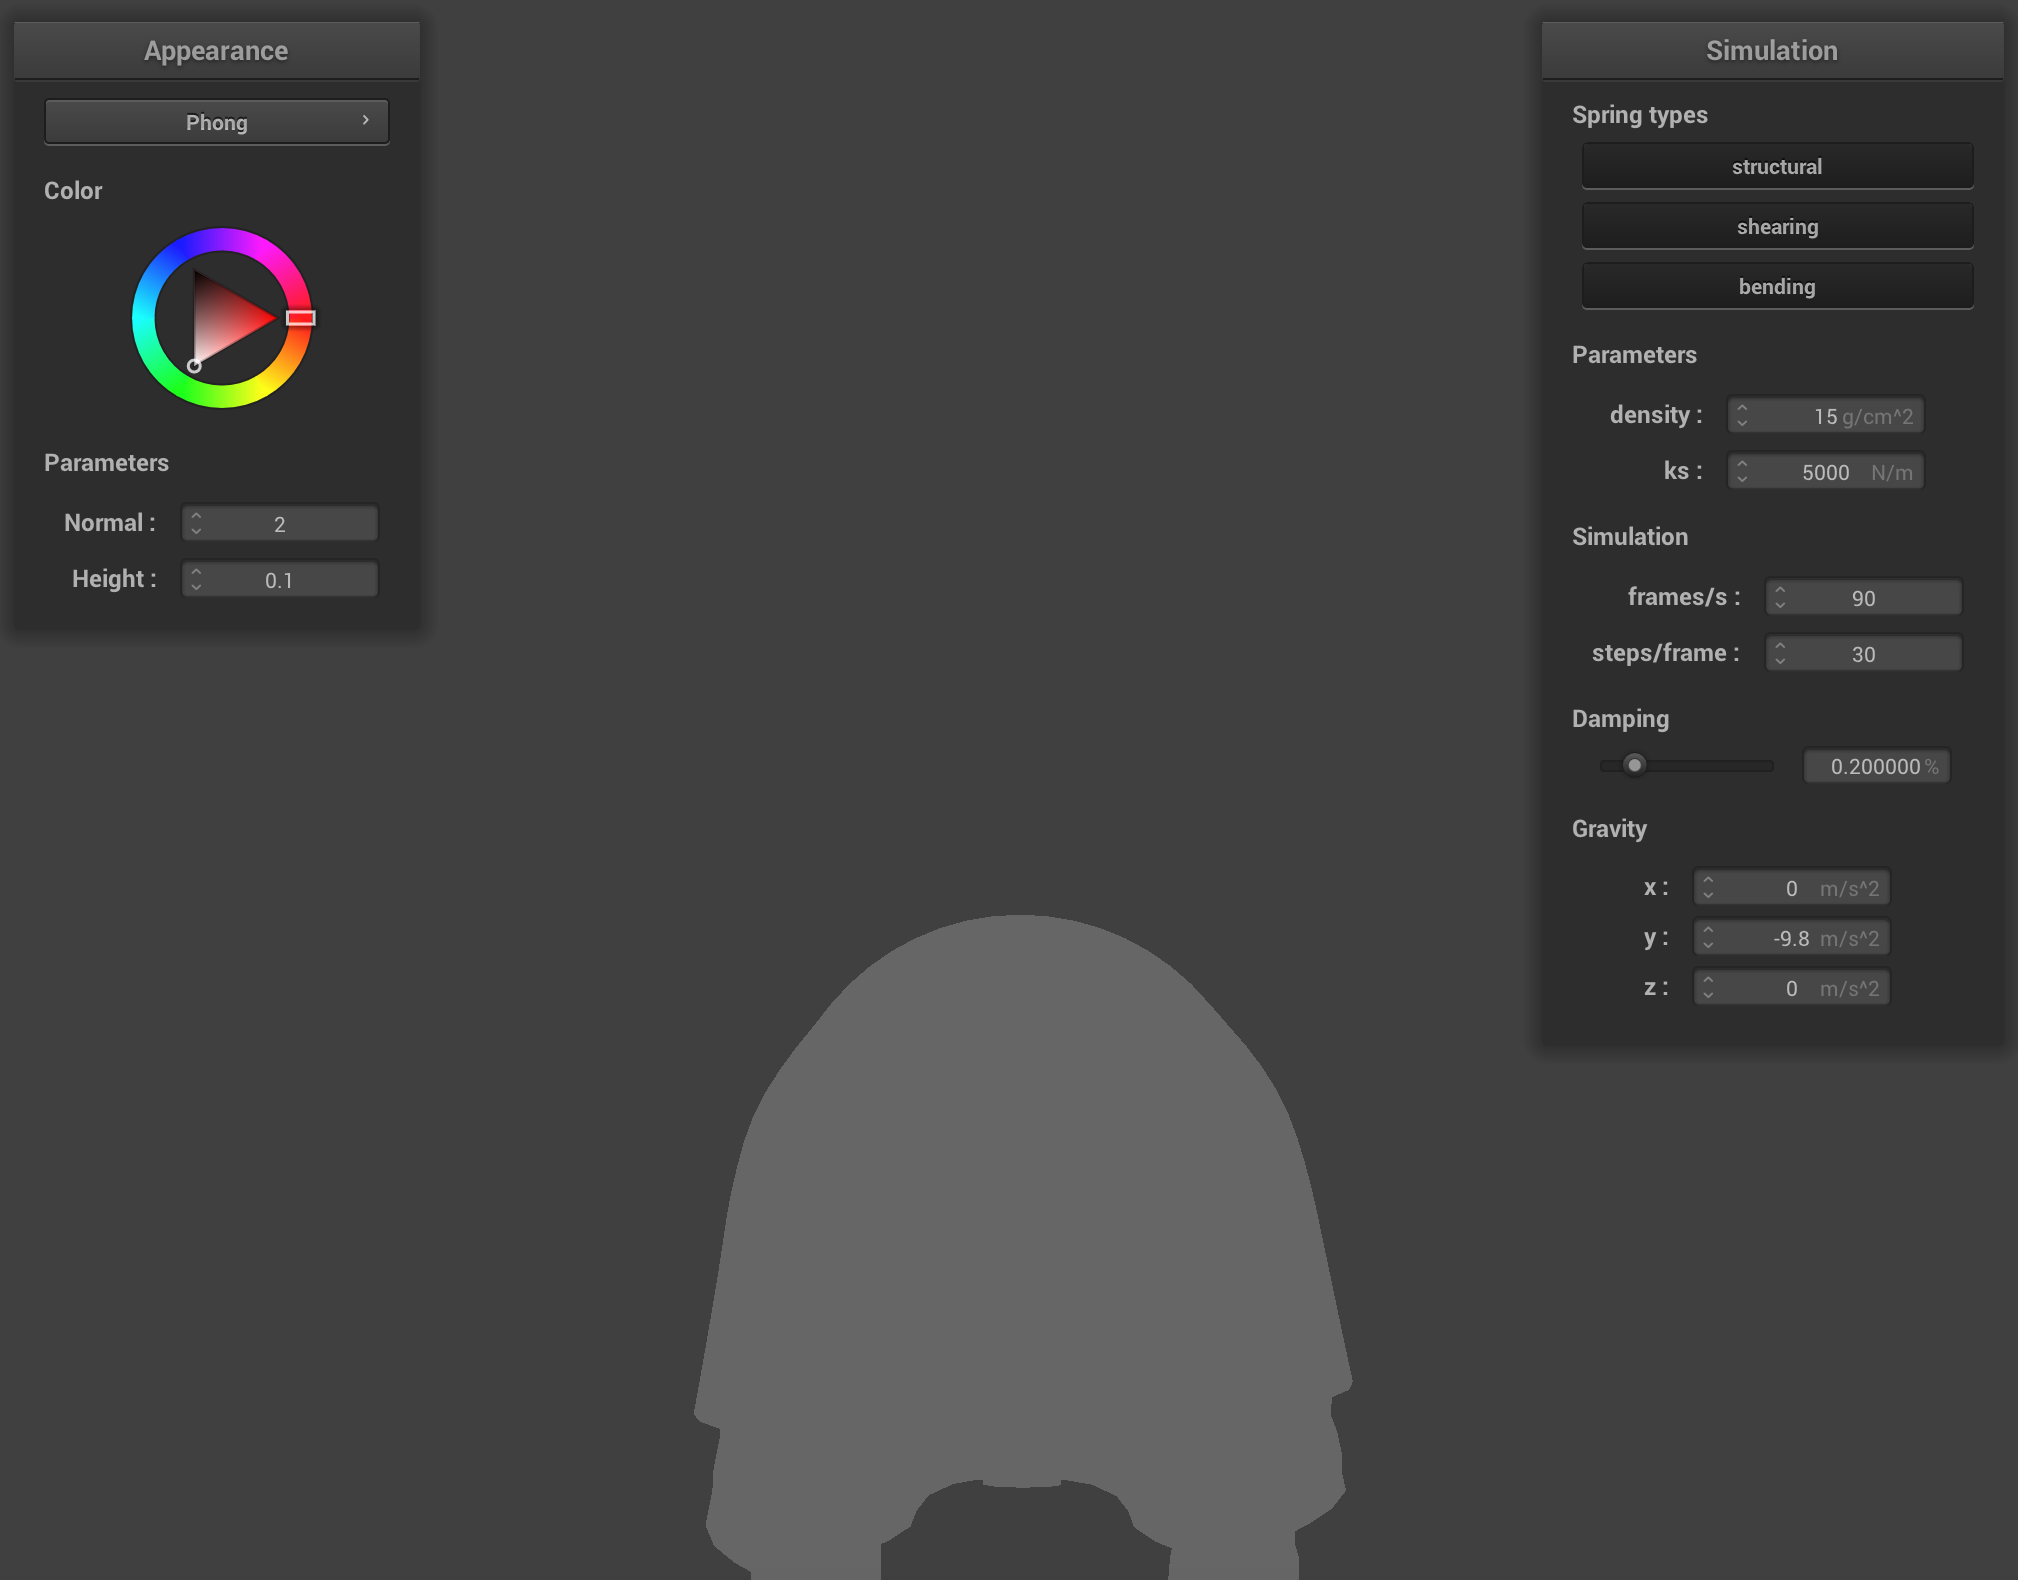 Appearance
Phong
Color
Parameters
Normal : 2
Height : 0.1
Simulation
Spring types
structural
shearing
bending
Parameters
density : 15 g/cm^2
ks : 5000 N/m
Simulation
frames/s : 90
steps/frame : 30
Damping
0.200000 %
Gravity
x : 0 m/s^2
y : -9.8 m/s^2
z : 0 m/s^2